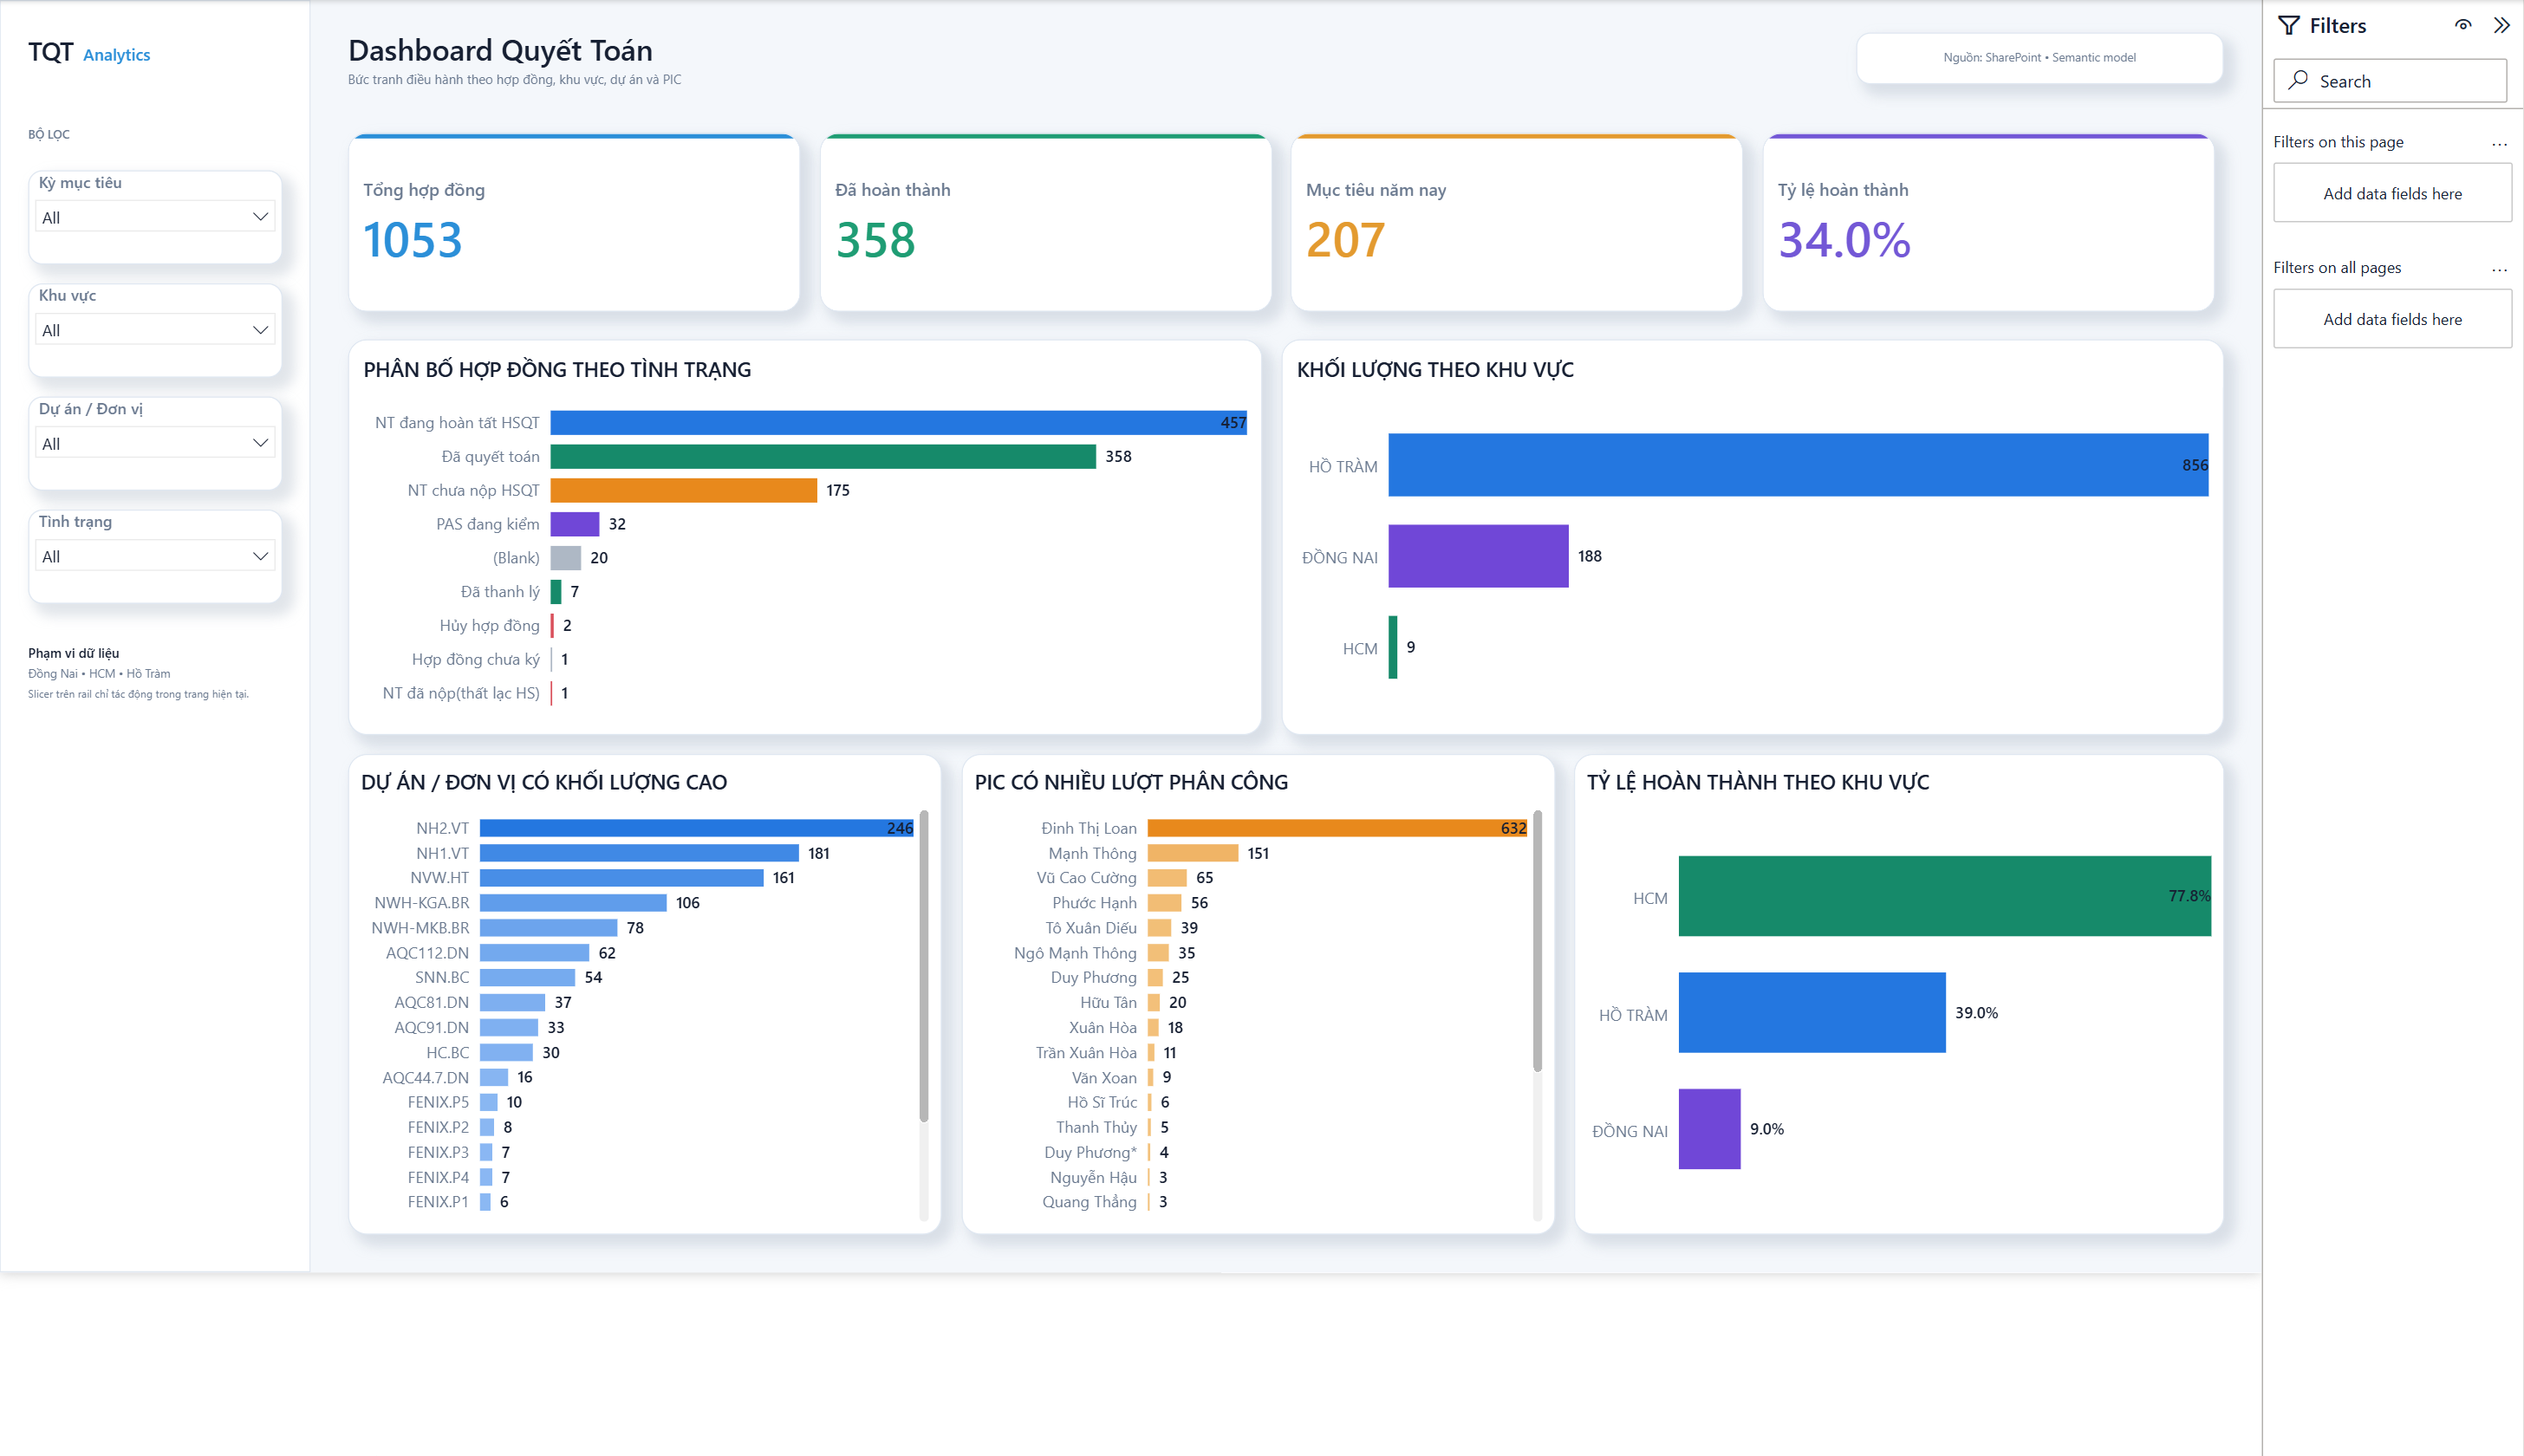 TQT Analytics
BỘ LỌC
Kỳ mục tiêu
All
Khu vực
All
Dự án / Đơn vị
All
Tình trạng
All
Phạm vi dữ liệu
Đồng Nai • HCM • Hồ Tràm
Slicer trên rail chỉ tác động trong trang hiện tại.
Dashboard Quyết Toán
Bức tranh điều hành theo hợp đồng, khu vực, dự án và PIC
Nguồn: SharePoint • Semantic model
Tổng hợp đồng
1053
Đã hoàn thành
358
Mục tiêu năm nay
207
Tỷ lệ hoàn thành
34.0%
PHÂN BỐ HỢP ĐỒNG THEO TÌNH TRẠNG
NT đang hoàn tất HSQT 457
Đã quyết toán 358
NT chưa nộp HSQT 175
PAS đang kiểm 32
(Blank) 20
Đã thanh lý 7
Hủy hợp đồng 2
Hợp đồng chưa ký 1
NT đã nộp(thất lạc HS) 1
KHỐI LƯỢNG THEO KHU VỰC
HỒ TRÀM 856
ĐỒNG NAI 188
HCM 9
DỰ ÁN / ĐƠN VỊ CÓ KHỐI LƯỢNG CAO
NH2.VT 246
NH1.VT 181
NVW.HT 161
NWH-KGA.BR 106
NWH-MKB.BR 78
AQC112.DN 62
SNN.BC 54
AQC81.DN 37
AQC91.DN 33
HC.BC 30
AQC44.7.DN 16
FENIX.P5 10
FENIX.P2 8
FENIX.P3 7
FENIX.P4 7
FENIX.P1 6
PIC CÓ NHIỀU LƯỢT PHÂN CÔNG
Đinh Thị Loan 632
Mạnh Thông 151
Vũ Cao Cường 65
Phước Hạnh 56
Tô Xuân Diếu 39
Ngô Mạnh Thông 35
Duy Phương 25
Hữu Tân 20
Xuân Hòa 18
Trần Xuân Hòa 11
Văn Xoan 9
Hồ Sĩ Trúc 6
Thanh Thủy 5
Duy Phương* 4
Nguyễn Hậu 3
Quang Thắng 3
TỶ LỆ HOÀN THÀNH THEO KHU VỰC
HCM 77.8%
HỒ TRÀM 39.0%
ĐỒNG NAI 9.0%
Filters
Search
Filters on this page ...
Add data fields here
Filters on all pages ...
Add data fields here